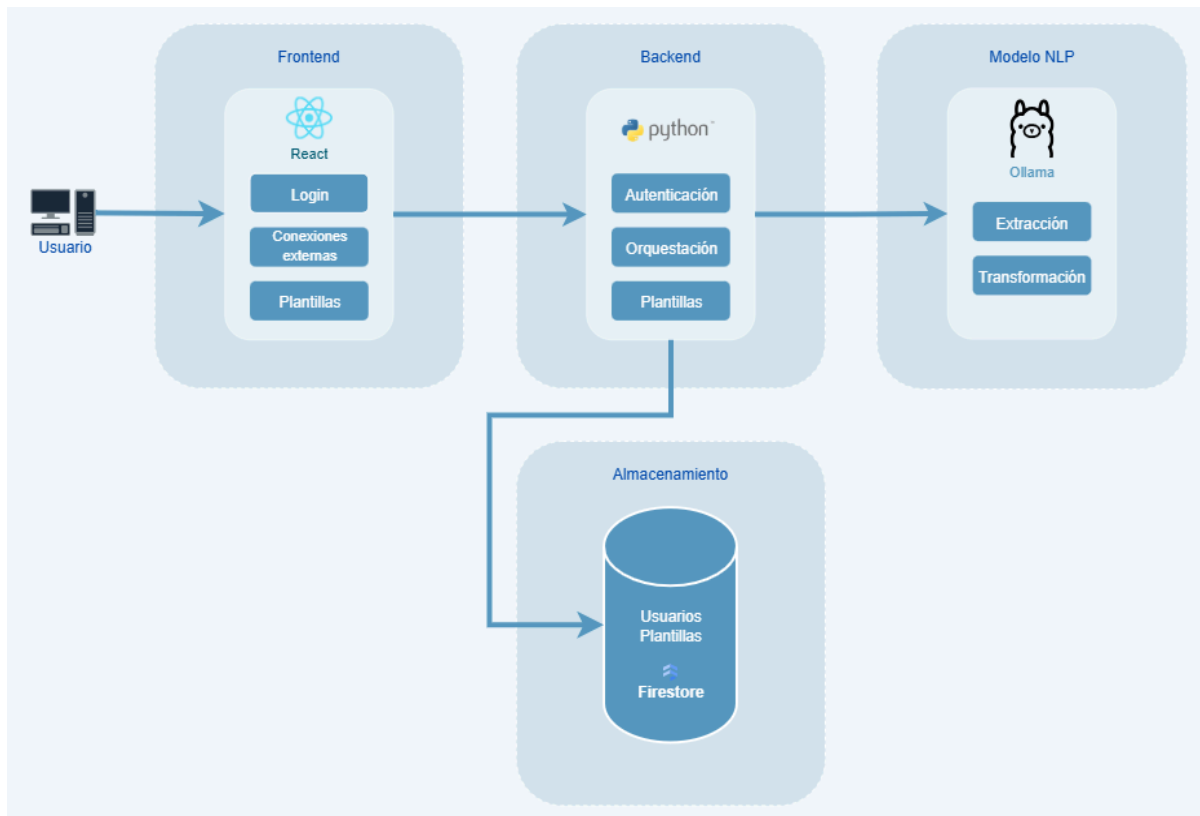 Frontend
React
Login
Conexiones
externas
Plantillas
Usuario
Backend
python™
Autenticación
Orquestación
Plantillas
Modelo NLP
Ollama
Extracción
Transformación
Almacenamiento
Usuarios
Plantillas
Firestore